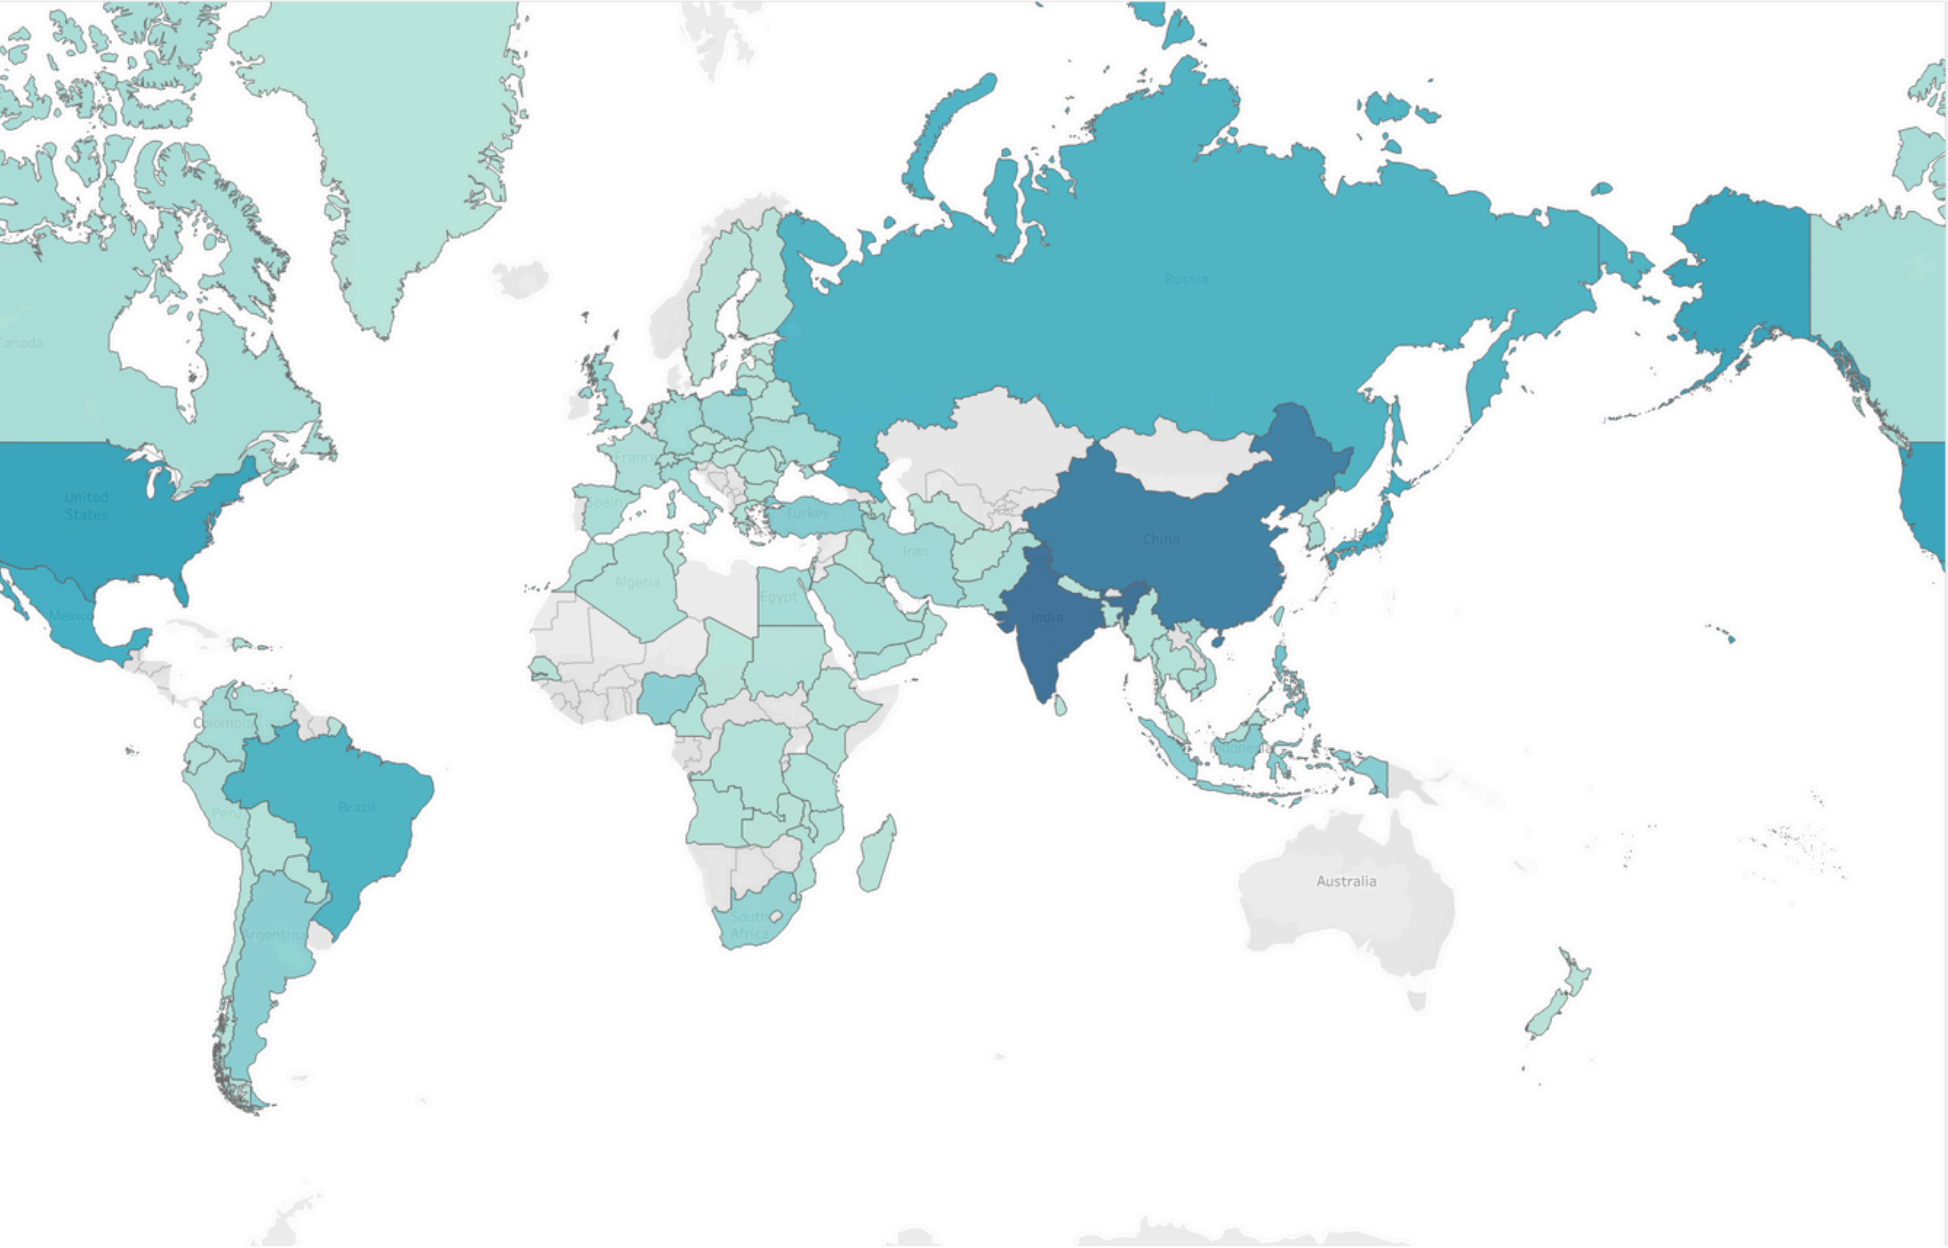 Russia
Canada
United
States
France
Spain
Turkey
Iran
China
Algeria
Egypt
India
Mexico
Colombia
Indonesia
Brazil
Peru
Australia
South
Africa
Argentina